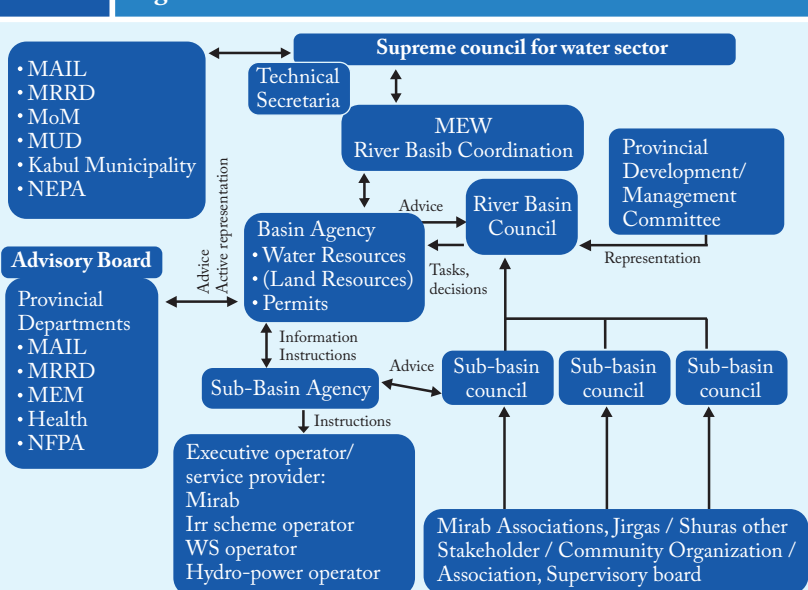 Supreme council for water sector
• MAIL
• MRRD
• MoM
• MUD
• Kabul Municipality
• NEPA
Technical
Secretaria
MEW
River Basib Coordination
Provincial
Development/
Management
Committee
Advice
Active representation
Basin Agency
• Water Resources
• (Land Resources)
• Permits
Advice
River Basin
Council
Tasks,
decisions
Representation
Advisory Board
Provincial
Departments
• MAIL
• MRRD
• MEM
• Health
• NFPA
Information
Instructions
Sub-Basin Agency
Advice
Sub-basin
council
Sub-basin
council
Sub-basin
council
Instructions
Executive operator/
service provider:
Mirab
Irr scheme operator
WS operator
Hydro-power operator
Mirab Associations, Jirgas / Shuras other
Stakeholder / Community Organization /
Association, Supervisory board